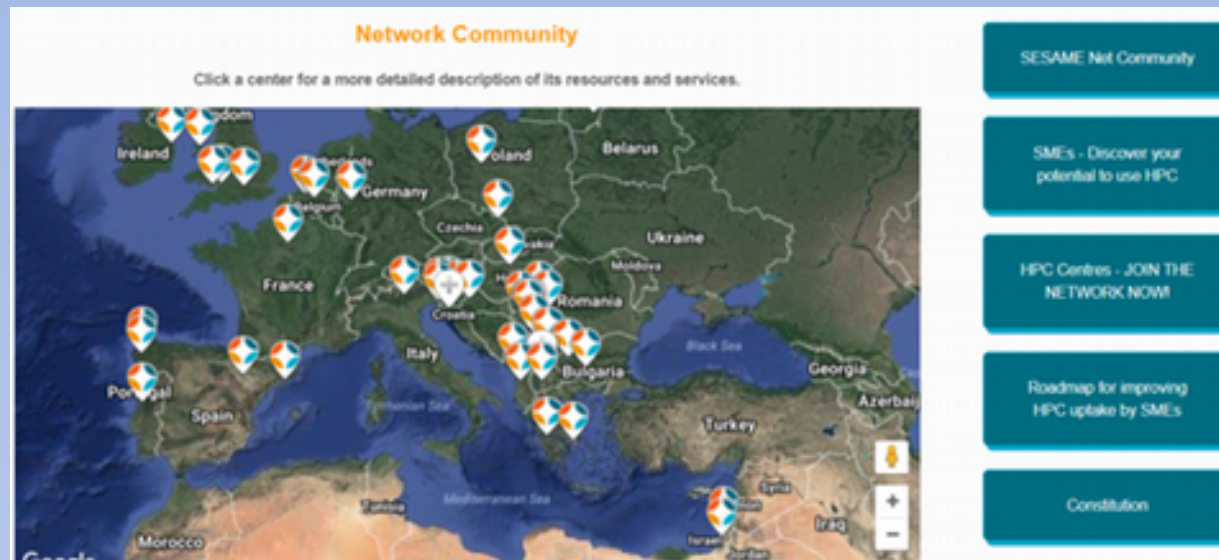 Network Community
Click a center for a more detailed description of its resources and services.
Ireland
Poland
Belarus
Germany
Belgium
Czechia
Ukraine
Moldova
France
Romania
Croatia
Italy
Black Sea
Bulgaria
Georgia
Portugal
Spain
Turkey
Tunisia
Mediterranean Sea
Syria
Iraq
Israel
Jordan
Morocco
Google
SESAME Net Community
SMEs - Discover your
potential to use HPC
HPC Centres - JOIN THE
NETWORK NOW!
Roadmap for improving
HPC uptake by SMEs
Constitution